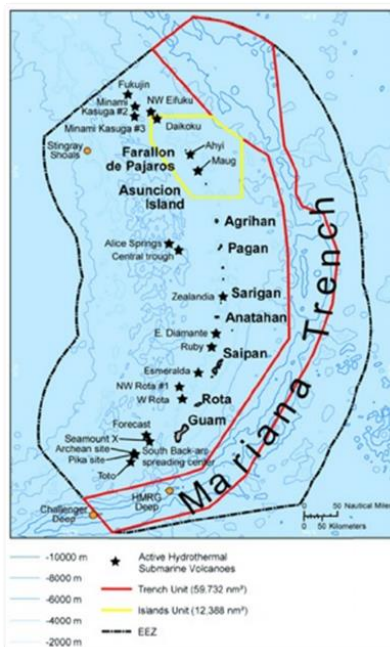 Fukujin
Minami
Kasuga #2
NW Eifuku
Minami Kasuga #3
Daikoku
Stingray
Shoals
Farallon
de Pajaros
Ahyi
Maug
Asuncion
Island
Agrihan
Alice Springs
Central trough
Pagan
Zealandia
Sarigan
Anatahan
E. Diamante
Ruby
Saipan
Esmeralda
NW Rota #1
W Rota
Rota
Forecast
Guam
Seamount X
Archean site
Pika site
South Back-arc
spreading center
Toto
HMRG
Deep
Challenger
Deep
Mariana Trench
0 50 Nautical Miles
0 50 Kilometers
-10000 m
-8000 m
-6000 m
-4000 m
-2000 m
Active Hydrothermal
Submarine Volcanoes
Trench Unit (59.732 nm²)
Islands Unit (12.388 nm²)
EEZ